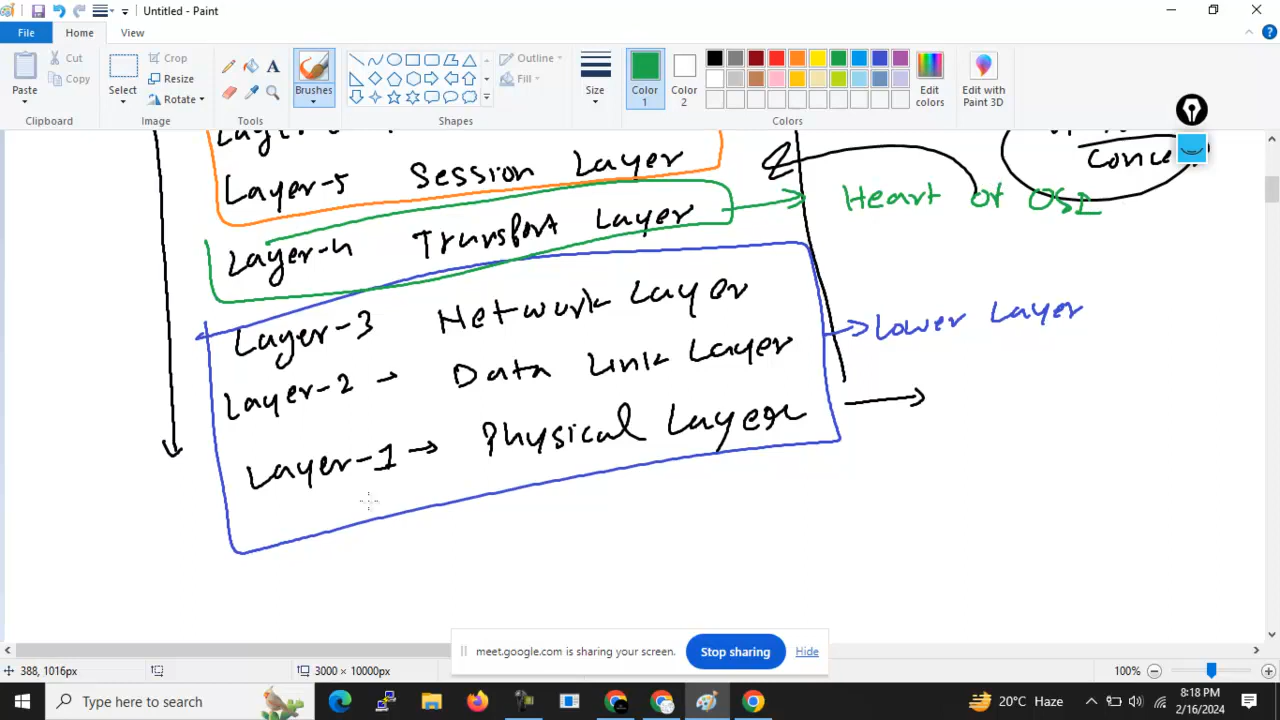 Untitled - Paint
File Home View
Paste
Cut
Copy
Clipboard
Select
Crop
Resize
Rotate
Image
Tools
Brushes
Shapes
Outline
Fill
Size
Color 1
Color 2
Edit colors
Colors
Edit with Paint 3D
Layer-5 Session Layer
Layer-4 Transport Layer
Heart of OSI
Layer-3 Network Layer
Lower Layer
Layer-2 → Data Link Layer
Layer-1 → Physical Layer
meet.google.com is sharing your screen.
Stop sharing
Hide
388, 1016px
3000 × 10000px
100%
Type here to search
20°C Haze
8:18 PM
2/16/2024